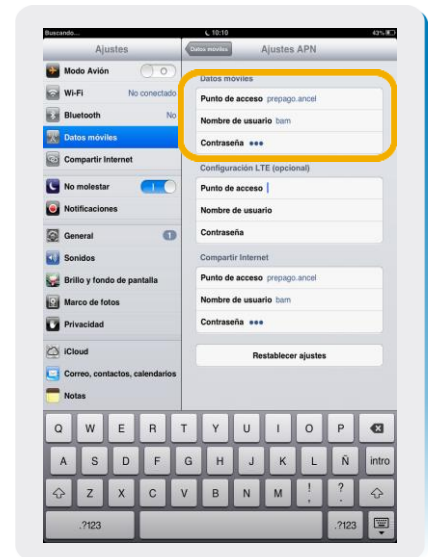 Buscando... 10:10 43%
Ajustes
Datos móviles Ajustes APN
Modo Avión
Wi-Fi No conectado
Bluetooth No
Datos móviles
Compartir Internet
No molestar
Notificaciones
General 1
Sonidos
Brillo y fondo de pantalla
Marco de fotos
Privacidad
iCloud
Correo, contactos, calendarios
Notas
Datos móviles
Punto de acceso prepago.ancel
Nombre de usuario bam
Contraseña •••
Configuración LTE (opcional)
Punto de acceso
Nombre de usuario
Contraseña
Compartir Internet
Punto de acceso prepago.ancel
Nombre de usuario bam
Contraseña •••
Restablecer ajustes
Q W E R T Y U I O P
A S D F G H J K L Ñ intro
Z X C V B N M ! , ? .
.?123 .?123